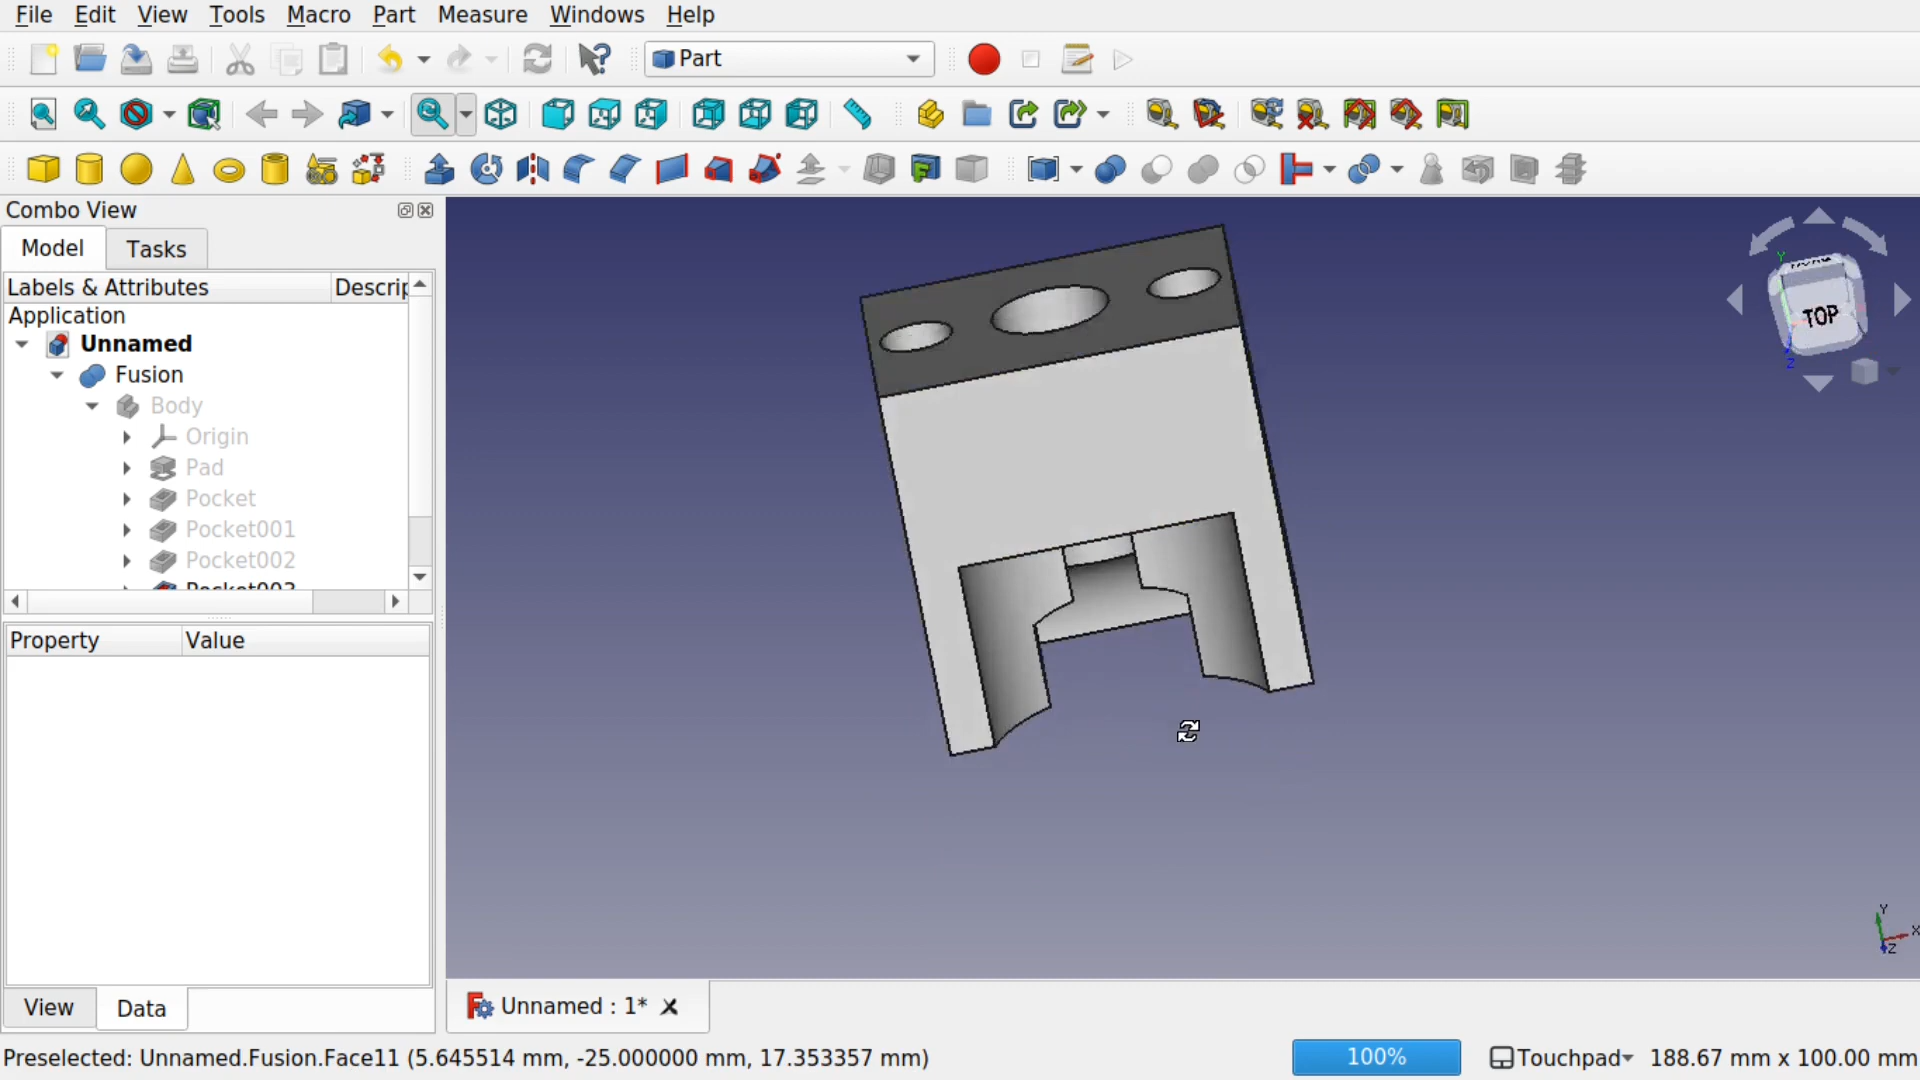 File Edit View Tools Macro Part Measure Windows Help
Part
Combo View
Model Tasks
Labels & Attributes Descrip
Application
Unnamed
Fusion
Body
Origin
Pad
Pocket
Pocket001
Pocket002
Pocket003
Property Value
View Data
TOP
Y
Z
Y
X
Z
Unnamed : 1*
Preselected: Unnamed.Fusion.Face11 (5.645514 mm, -25.000000 mm, 17.353357 mm)
100%
Touchpad
188.67 mm x 100.00 mm